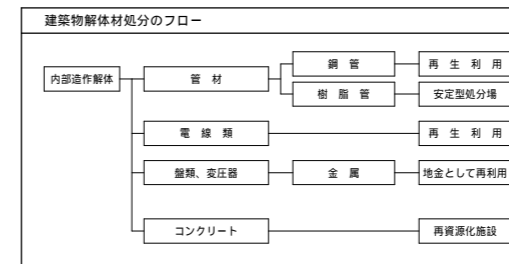 建築物解体材処分のフロー
内部造作解体
管 材
鋼 管
再 生 利 用
樹 脂 管
安定型処分場
電 線 類
再 生 利 用
盤類、変圧器
金 属
地金として再利用
コンクリート
再資源化施設